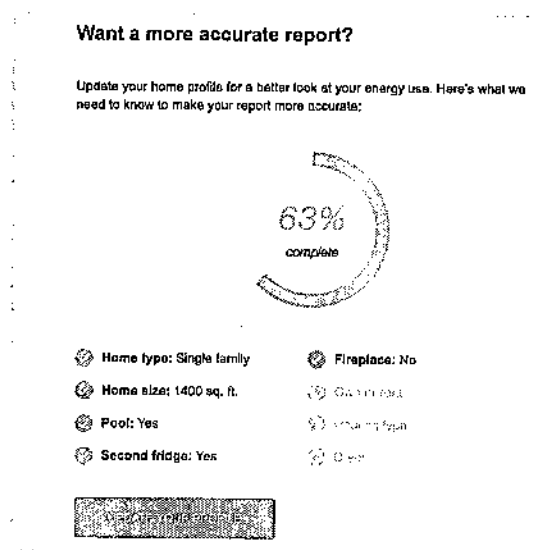 Want a more accurate report?
Update your home profile for a better look at your energy use. Here's what we
need to know to make your report more accurate:
63%
complete
Home type: Single family
Home size: 1400 sq. ft.
Pool: Yes
Second fridge: Yes
Fireplace: No